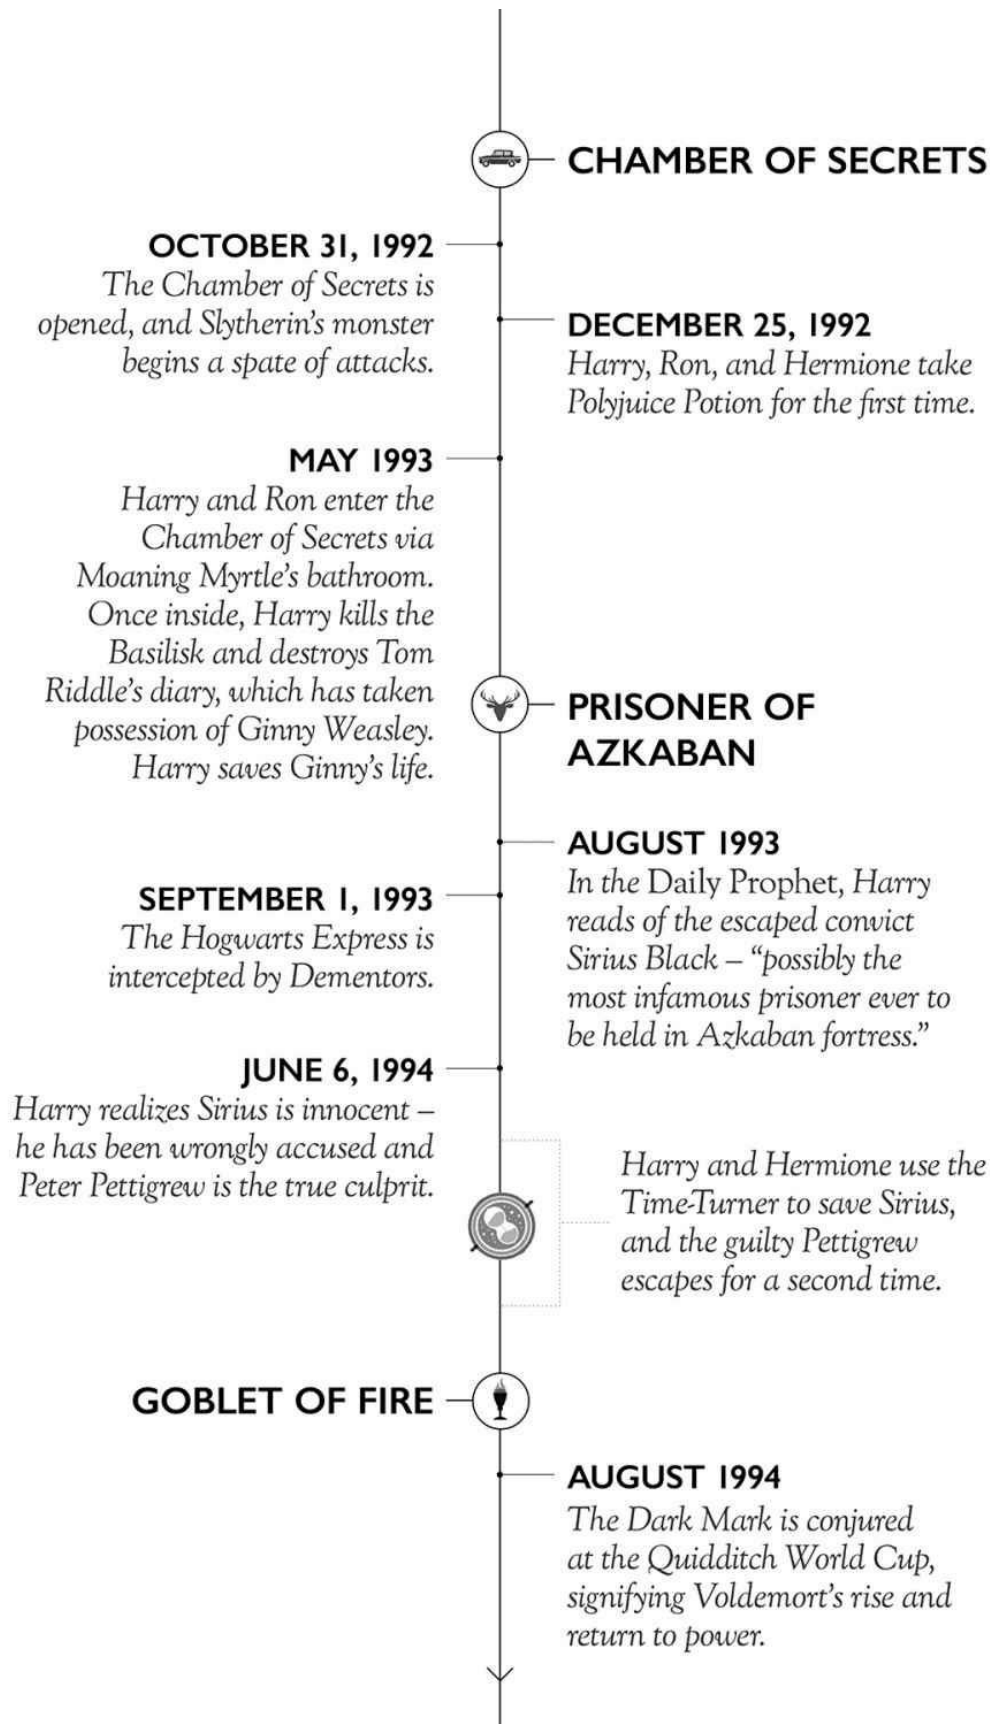 CHAMBER OF SECRETS
OCTOBER 31, 1992
The Chamber of Secrets is
opened, and Slytherin's monster
begins a spate of attacks.
DECEMBER 25, 1992
Harry, Ron, and Hermione take
Polyjuice Potion for the first time.
MAY 1993
Harry and Ron enter the
Chamber of Secrets via
Moaning Myrtle's bathroom.
Once inside, Harry kills the
Basilisk and destroys Tom
Riddle's diary, which has taken
possession of Ginny Weasley.
Harry saves Ginny's life.
PRISONER OF
AZKABAN
AUGUST 1993
In the Daily Prophet, Harry
reads of the escaped convict
Sirius Black – “possibly the
most infamous prisoner ever to
be held in Azkaban fortress.”
SEPTEMBER 1, 1993
The Hogwarts Express is
intercepted by Dementors.
JUNE 6, 1994
Harry realizes Sirius is innocent –
he has been wrongly accused and
Peter Pettigrew is the true culprit.
Harry and Hermione use the
Time-Turner to save Sirius,
and the guilty Pettigrew
escapes for a second time.
GOBLET OF FIRE
AUGUST 1994
The Dark Mark is conjured
at the Quidditch World Cup,
signifying Voldemort's rise and
return to power.